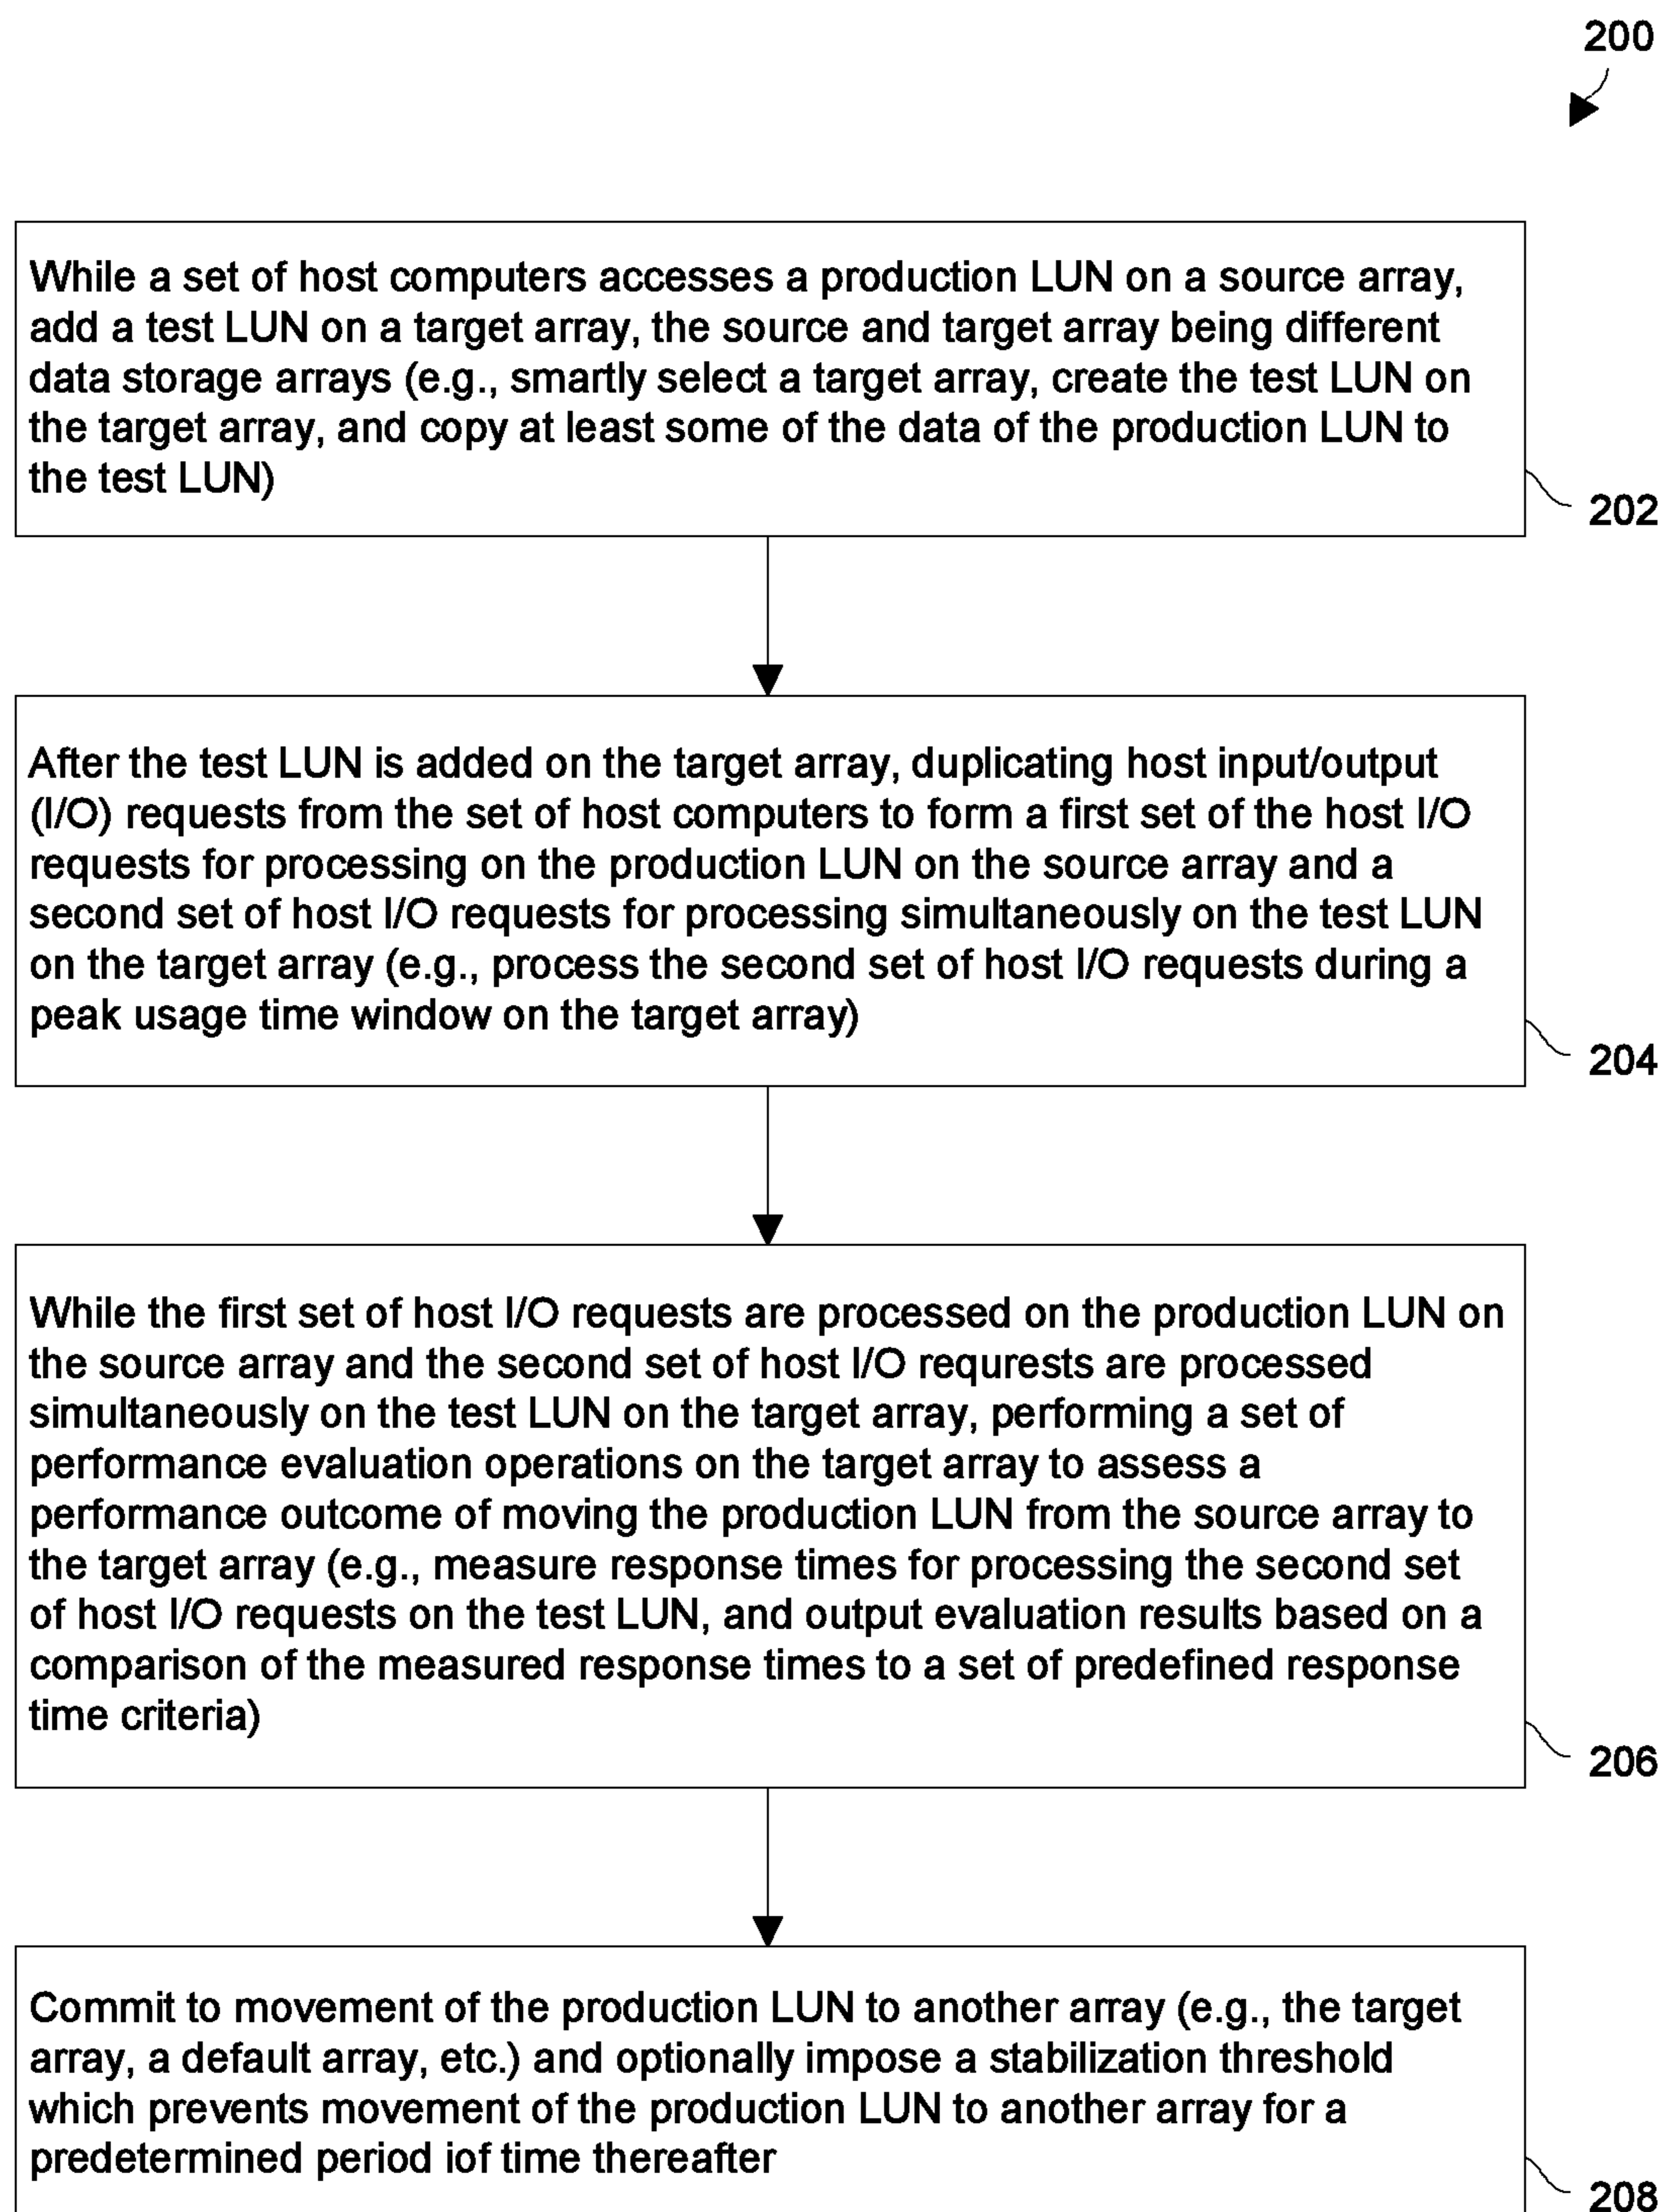 200
While a set of host computers accesses a production LUN on a source array,
add a test LUN on a target array, the source and target array being different
data storage arrays (e.g., smartly select a target array, create the test LUN on
the target array, and copy at least some of the data of the production LUN to
the test LUN)
202
After the test LUN is added on the target array, duplicating host input/output
(I/O) requests from the set of host computers to form a first set of the host I/O
requests for processing on the production LUN on the source array and a
second set of host I/O requests for processing simultaneously on the test LUN
on the target array (e.g., process the second set of host I/O requests during a
peak usage time window on the target array)
204
While the first set of host I/O requests are processed on the production LUN on
the source array and the second set of host I/O requrests are processed
simultaneously on the test LUN on the target array, performing a set of
performance evaluation operations on the target array to assess a
performance outcome of moving the production LUN from the source array to
the target array (e.g., measure response times for processing the second set
of host I/O requests on the test LUN, and output evaluation results based on a
comparison of the measured response times to a set of predefined response
time criteria)
206
Commit to movement of the production LUN to another array (e.g., the target
array, a default array, etc.) and optionally impose a stabilization threshold
which prevents movement of the production LUN to another array for a
predetermined period iof time thereafter
208